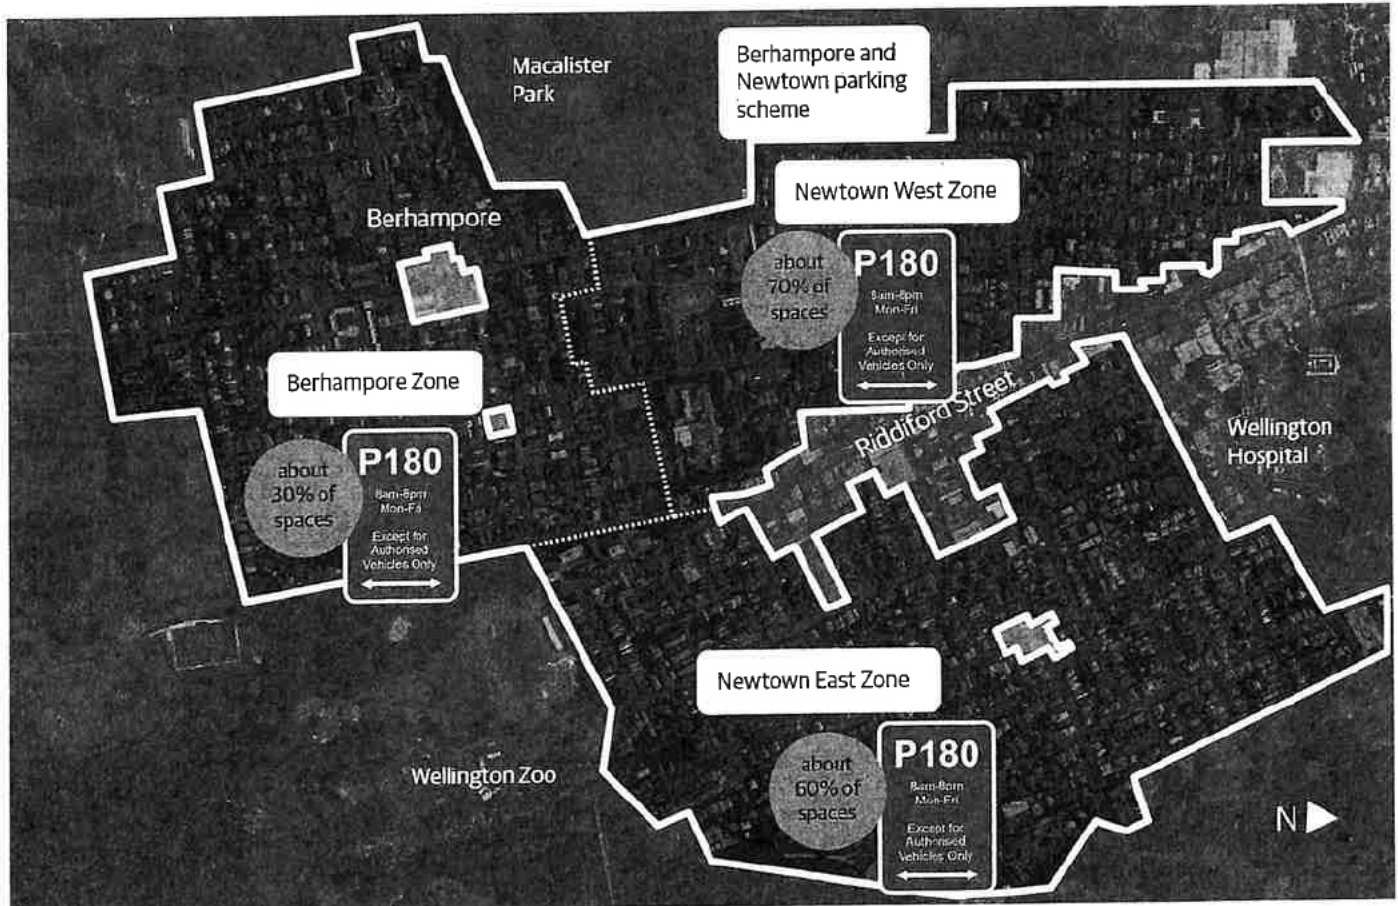 Macalister
Park
Berhampore and
Newtown parking
scheme
Newtown West Zone
Berhampore
about
70% of
spaces
P180
8am-8pm
Mon-Fri
Except for
Authorised
Vehicles Only
Berhampore Zone
Riddiford Street
Wellington
Hospital
about
30% of
spaces
P180
8am-8pm
Mon-Fri
Except for
Authorised
Vehicles Only
Newtown East Zone
Wellington Zoo
about
60% of
spaces
P180
8am-8pm
Mon-Fri
Except for
Authorised
Vehicles Only
N